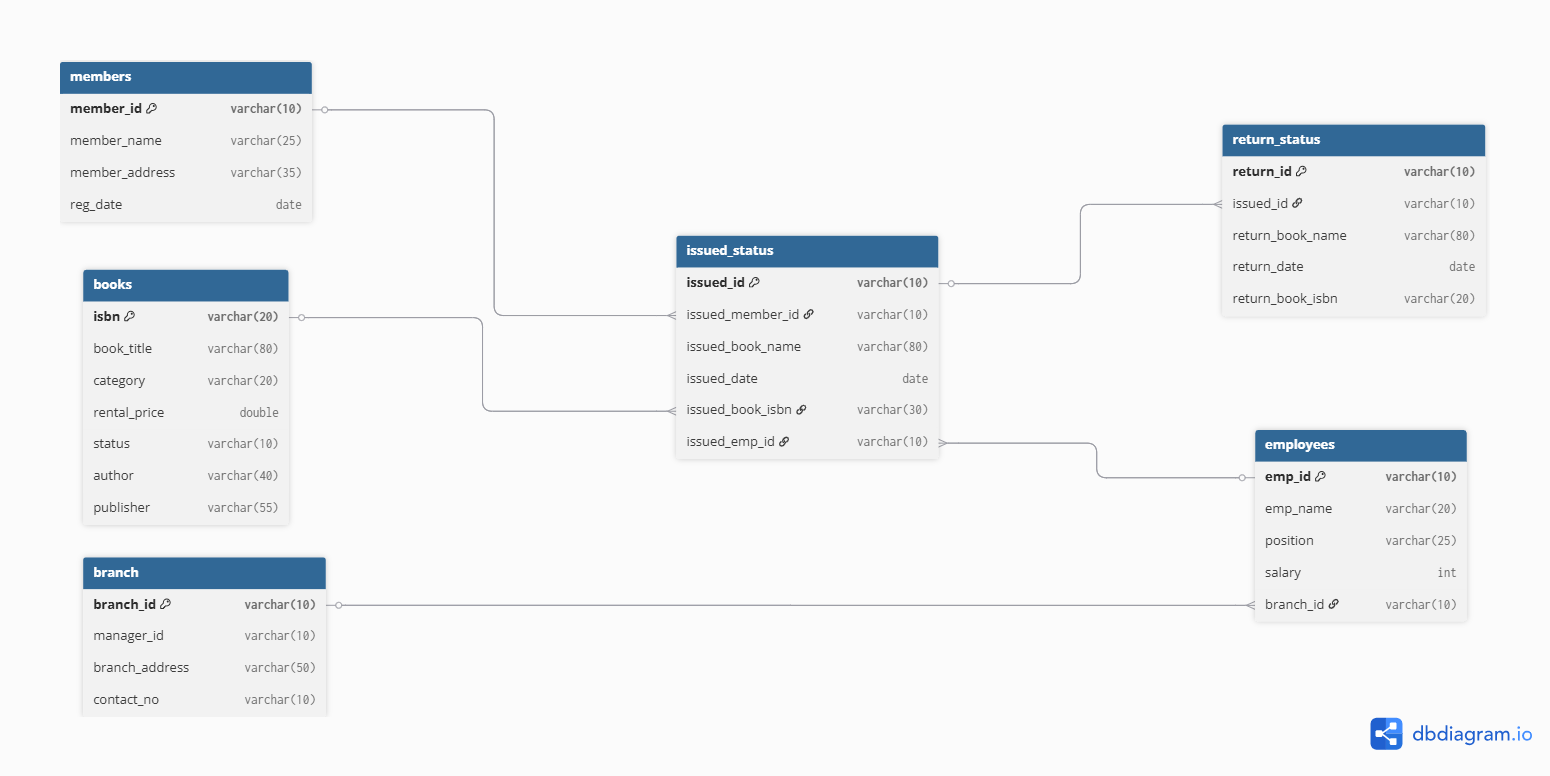 members
member_id varchar(10)
member_name varchar(25)
member_address varchar(35)
reg_date date
books
isbn varchar(20)
book_title varchar(80)
category varchar(20)
rental_price double
status varchar(10)
author varchar(40)
publisher varchar(55)
branch
branch_id varchar(10)
manager_id varchar(10)
branch_address varchar(50)
contact_no varchar(10)
issued_status
issued_id varchar(10)
issued_member_id varchar(10)
issued_book_name varchar(80)
issued_date date
issued_book_isbn varchar(30)
issued_emp_id varchar(10)
return_status
return_id varchar(10)
issued_id varchar(10)
return_book_name varchar(80)
return_date date
return_book_isbn varchar(20)
employees
emp_id varchar(10)
emp_name varchar(20)
position varchar(25)
salary int
branch_id varchar(10)
dbdiagram.io